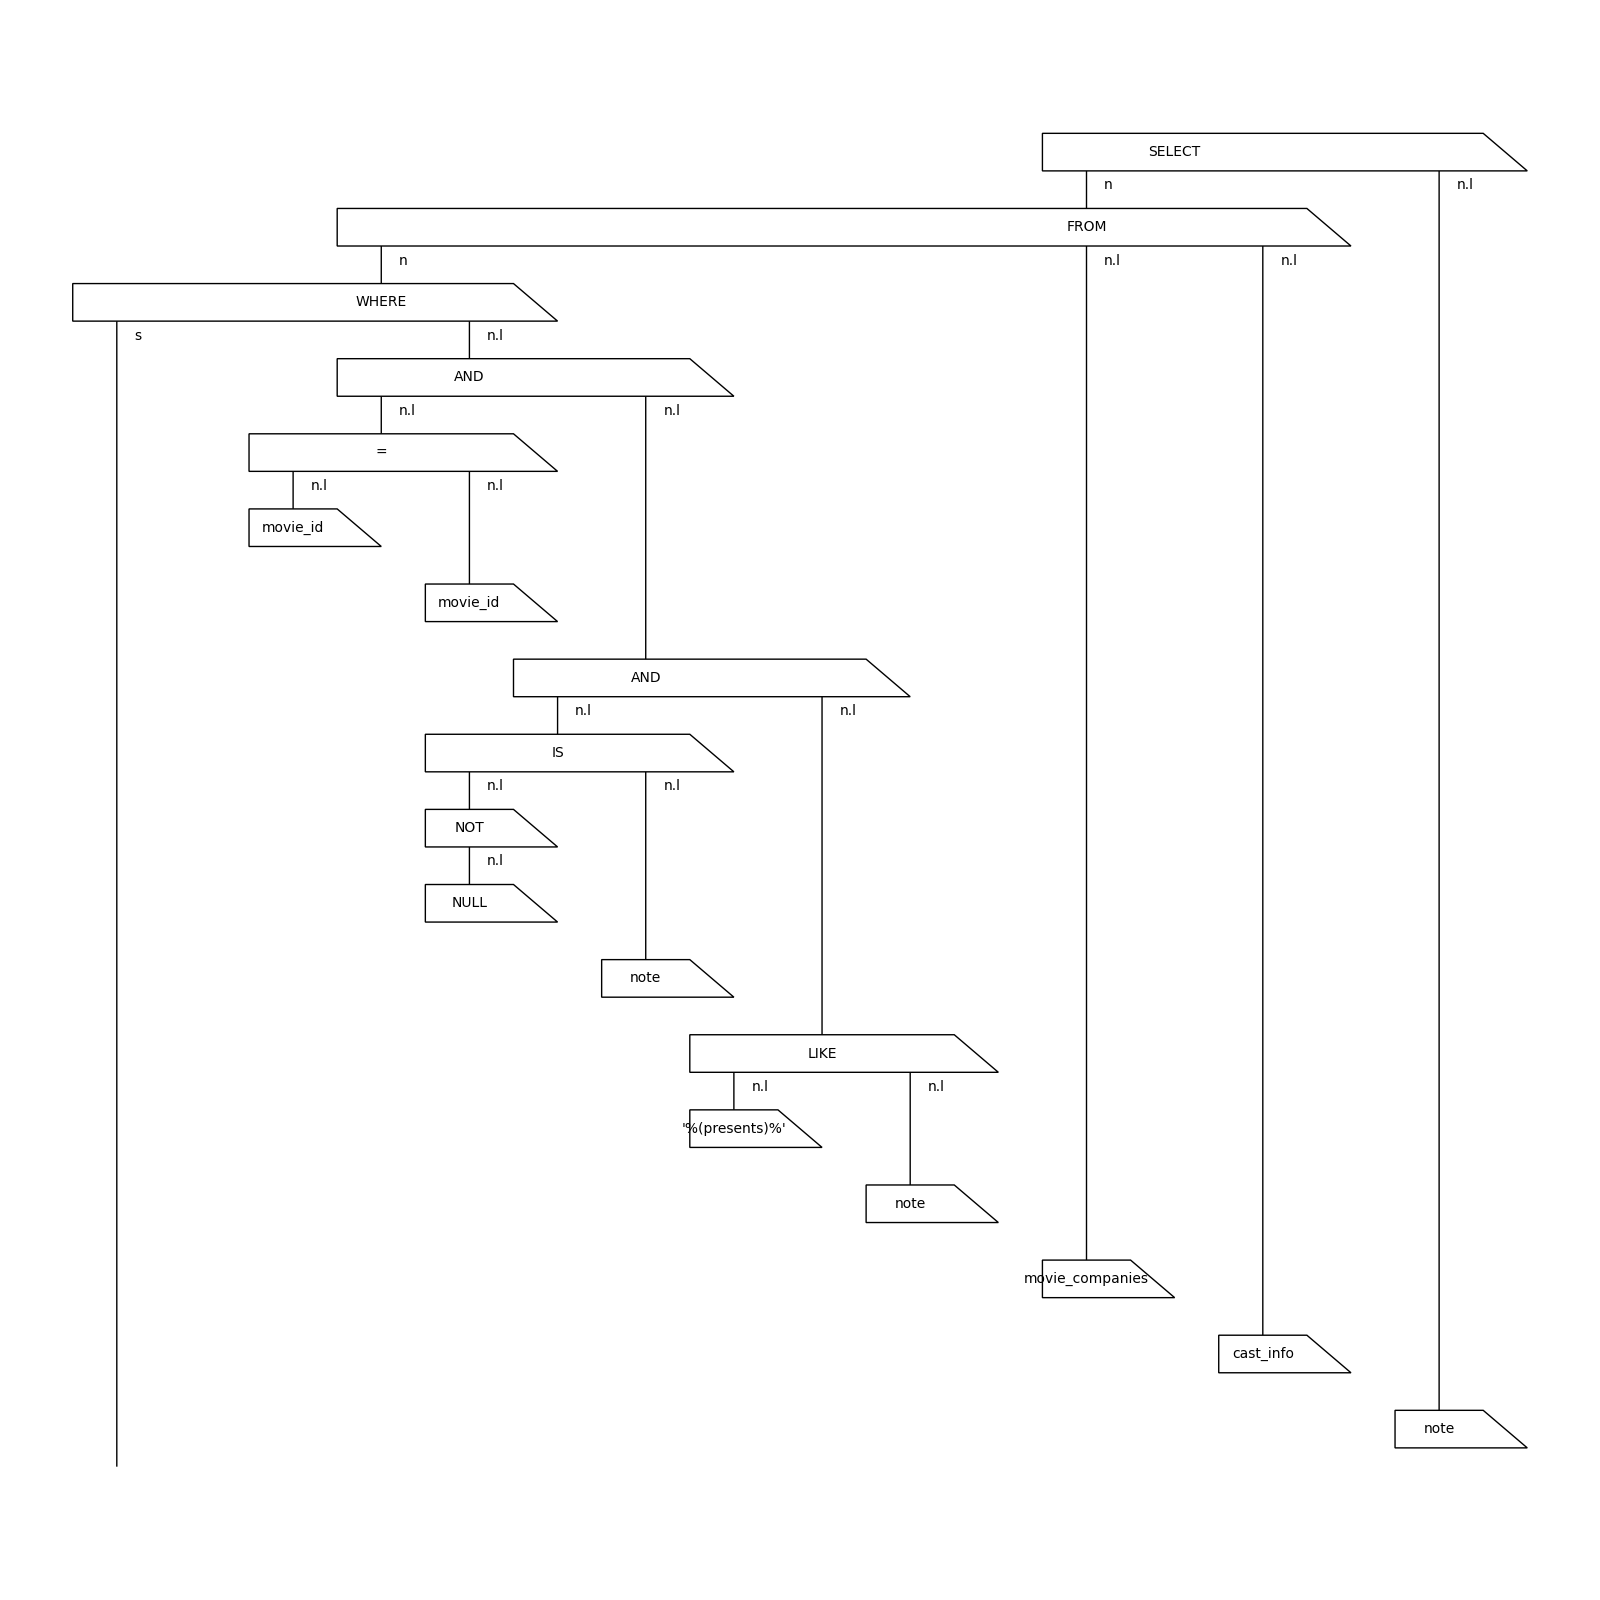 SELECT
n n.l
FROM
n n.l n.l
WHERE
s n.l
AND
n.l n.l
=
n.l n.l
movie_id
movie_id
AND
n.l n.l
IS
n.l n.l
NOT
n.l
NULL
note
LIKE
n.l n.l
'%(presents)%'
note
movie_companies
cast_info
note